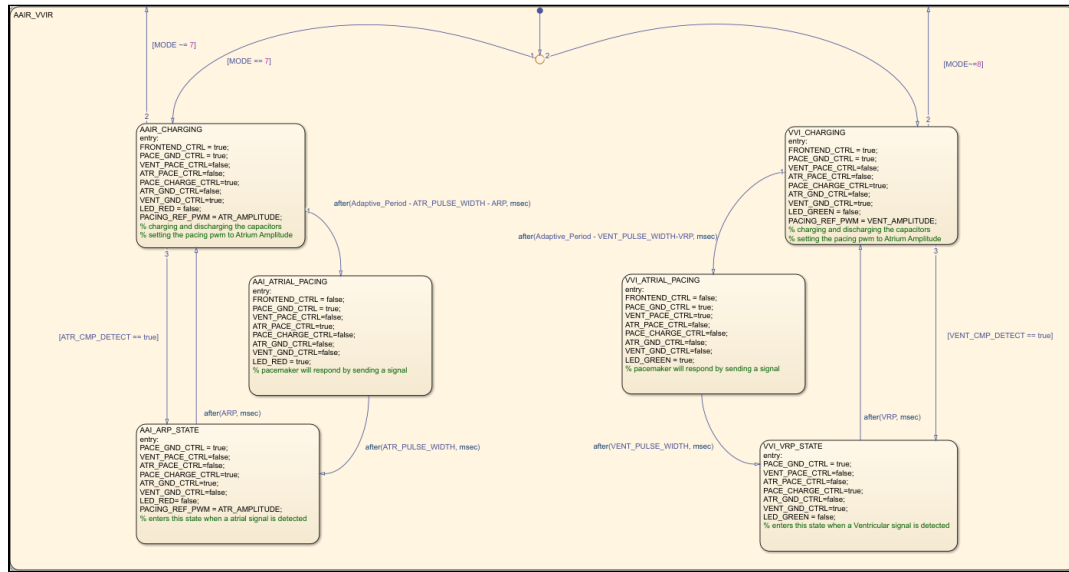 AAIR_VVIR
[MODE ~= 7]
[MODE == 7]
1
2
[MODE~=8]
2
AAIR_CHARGING
entry:
FRONTEND_CTRL = true;
PACE_GND_CTRL = true;
VENT_PACE_CTRL=false;
ATR_PACE_CTRL=false;
PACE_CHARGE_CTRL=true;
ATR_GND_CTRL=false;
VENT_GND_CTRL=true;
LED_RED = false;
PACING_REF_PWM = ATR_AMPLITUDE;
% charging and discharging the capacitors
% setting the pacing pwm to Atrium Amplitude
1
3
after(Adaptive_Period - ATR_PULSE_WIDTH - ARP, msec)
2
VVI_CHARGING
entry:
FRONTEND_CTRL = true;
PACE_GND_CTRL = true;
VENT_PACE_CTRL=false;
ATR_PACE_CTRL=false;
PACE_CHARGE_CTRL=true;
ATR_GND_CTRL=false;
VENT_GND_CTRL=true;
LED_GREEN = false;
PACING_REF_PWM = VENT_AMPLITUDE;
% charging and discharging the capacitors
% setting the pacing pwm to Atrium Amplitude
1
3
after(Adaptive_Period - VENT_PULSE_WIDTH-VRP, msec)
AAI_ATRIAL_PACING
entry:
FRONTEND_CTRL = false;
PACE_GND_CTRL = true;
VENT_PACE_CTRL=false;
ATR_PACE_CTRL=true;
PACE_CHARGE_CTRL=false;
ATR_GND_CTRL=false;
VENT_GND_CTRL=false;
LED_RED = true;
% pacemaker will respond by sending a signal
VVI_ATRIAL_PACING
entry:
FRONTEND_CTRL = false;
PACE_GND_CTRL = true;
VENT_PACE_CTRL=true;
ATR_PACE_CTRL=false;
PACE_CHARGE_CTRL=false;
ATR_GND_CTRL=false;
VENT_GND_CTRL=false;
LED_GREEN = true;
% pacemaker will respond by sending a signal
[ATR_CMP_DETECT == true]
[VENT_CMP_DETECT == true]
after(ARP, msec)
after(VRP, msec)
after(ATR_PULSE_WIDTH, msec)
after(VENT_PULSE_WIDTH, msec)
AAI_ARP_STATE
entry:
PACE_GND_CTRL = true;
VENT_PACE_CTRL=false;
ATR_PACE_CTRL=false;
PACE_CHARGE_CTRL=true;
ATR_GND_CTRL=true;
VENT_GND_CTRL=false;
LED_RED= false;
PACING_REF_PWM = ATR_AMPLITUDE;
% enters this state when a atrial signal is detected
VVI_VRP_STATE
entry:
PACE_GND_CTRL = true;
VENT_PACE_CTRL=false;
ATR_PACE_CTRL=false;
PACE_CHARGE_CTRL=true;
ATR_GND_CTRL=false;
VENT_GND_CTRL=true;
LED_GREEN = false;
% enters this state when a Ventricular signal is detected